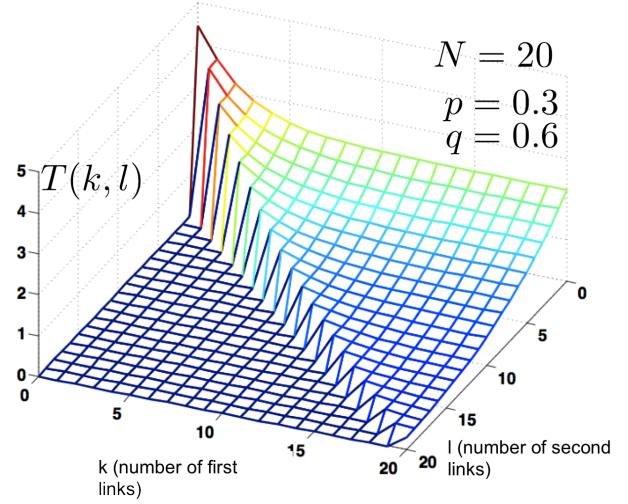 N = 20
p = 0.3
q = 0.6
T(k, l)
5
4
3
2
1
0
0
5
10
15
20
0
5
10
15
20
k (number of first
links)
l (number of second
links)